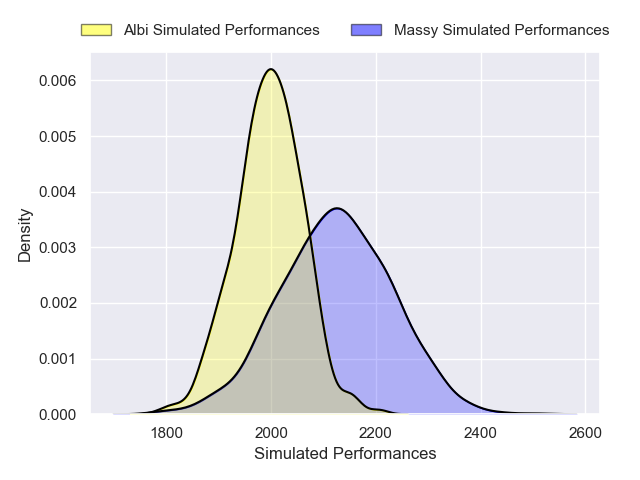 Albi Simulated Performances Massy Simulated Performances
0.006
0.005
0.004
0.003
0.002
0.001
0.000
Density
1800 2000 2200 2400 2600
Simulated Performances